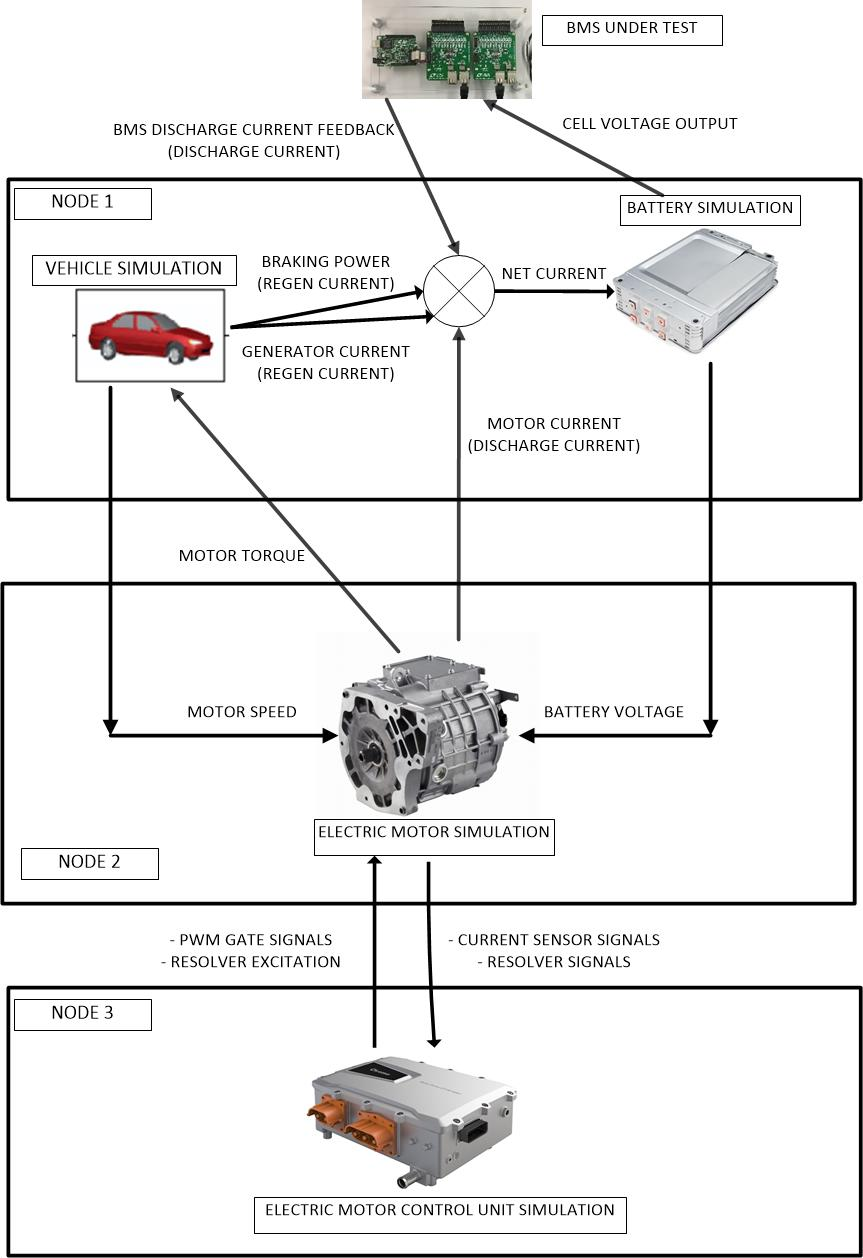 BMS UNDER TEST
BMS DISCHARGE CURRENT FEEDBACK
(DISCHARGE CURRENT)
CELL VOLTAGE OUTPUT
NODE 1
BATTERY SIMULATION
VEHICLE SIMULATION
BRAKING POWER
(REGEN CURRENT)
NET CURRENT
GENERATOR CURRENT
(REGEN CURRENT)
MOTOR CURRENT
(DISCHARGE CURRENT)
MOTOR TORQUE
MOTOR SPEED
BATTERY VOLTAGE
ELECTRIC MOTOR SIMULATION
NODE 2
- PWM GATE SIGNALS
- RESOLVER EXCITATION
- CURRENT SENSOR SIGNALS
- RESOLVER SIGNALS
NODE 3
ELECTRIC MOTOR CONTROL UNIT SIMULATION